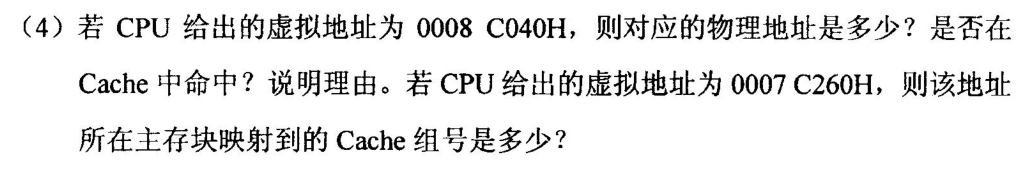 （4）若 CPU 给出的虚拟地址为 0008 C040H，则对应的物理地址是多少？是否在
Cache 中命中？说明理由。若 CPU 给出的虚拟地址为 0007 C260H，则该地址
所在主存块映射到的 Cache 组号是多少？